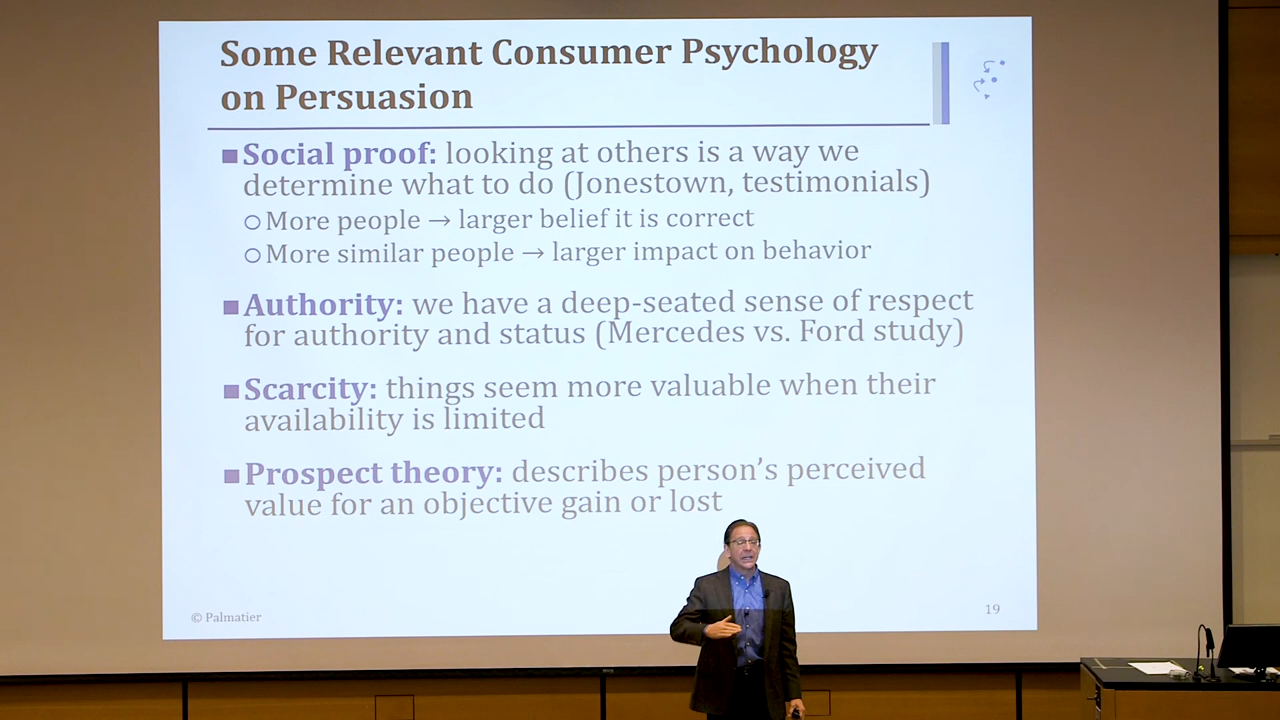 Some Relevant Consumer Psychology
on Persuasion
Social proof: looking at others is a way we
determine what to do (Jonestown, testimonials)
More people → larger belief it is correct
More similar people → larger impact on behavior
Authority: we have a deep-seated sense of respect
for authority and status (Mercedes vs. Ford study)
Scarcity: things seem more valuable when their
availability is limited
Prospect theory: describes person's perceived
value for an objective gain or lost
© Palmatier
19